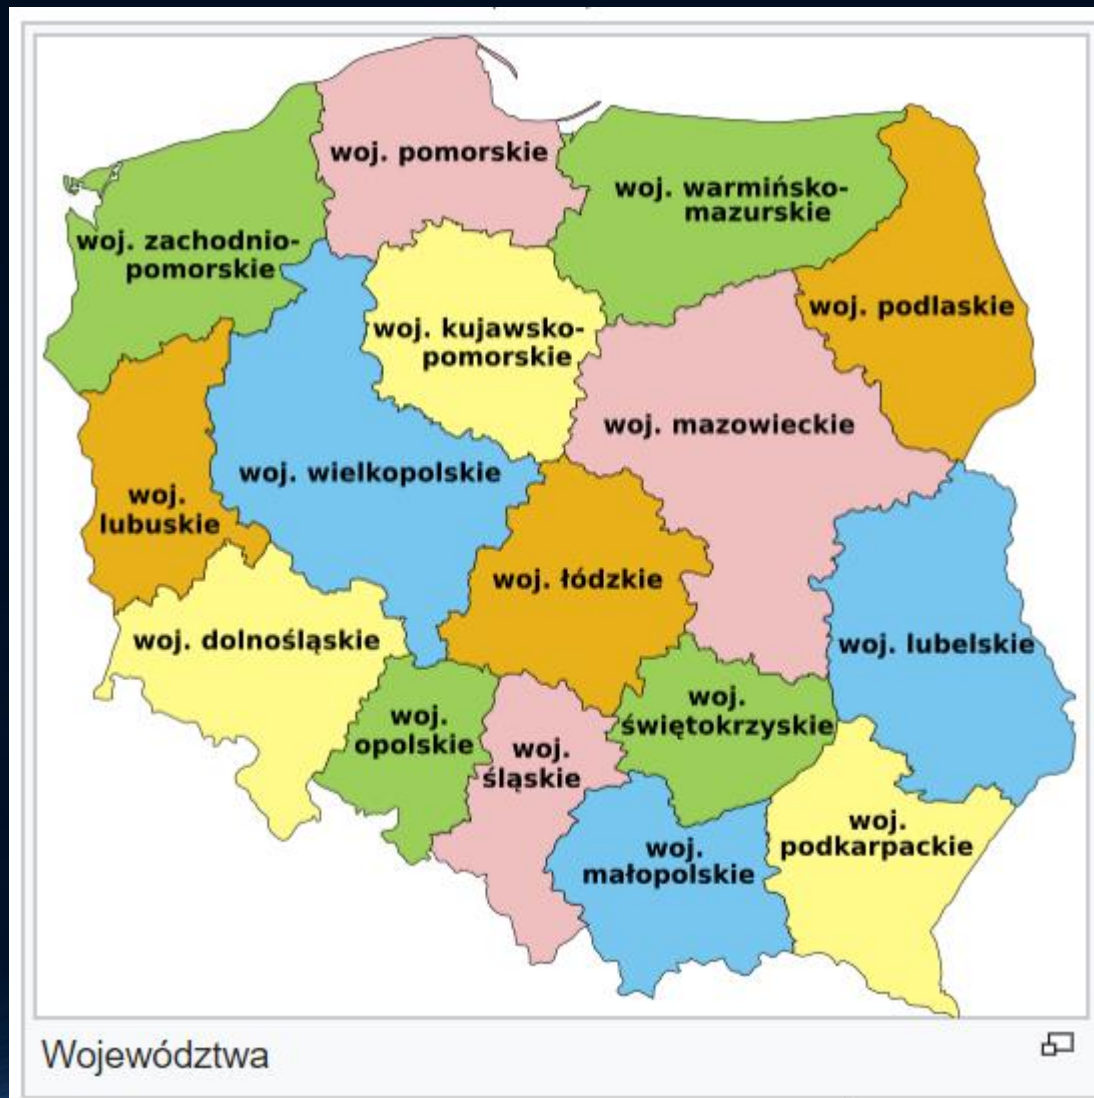 woj. pomorskie
woj. warmińsko-
mazurskie
woj. zachodnio-
pomorskie
woj. podlaskie
woj. kujawsko-
pomorskie
woj. mazowieckie
woj. wielkopolskie
woj.
lubuskie
woj. łódzkie
woj. dolnośląskie
woj. lubelskie
woj.
opolskie
woj.
świętokrzyskie
woj.
śląskie
woj.
podkarpackie
woj.
małopolskie
Województwa